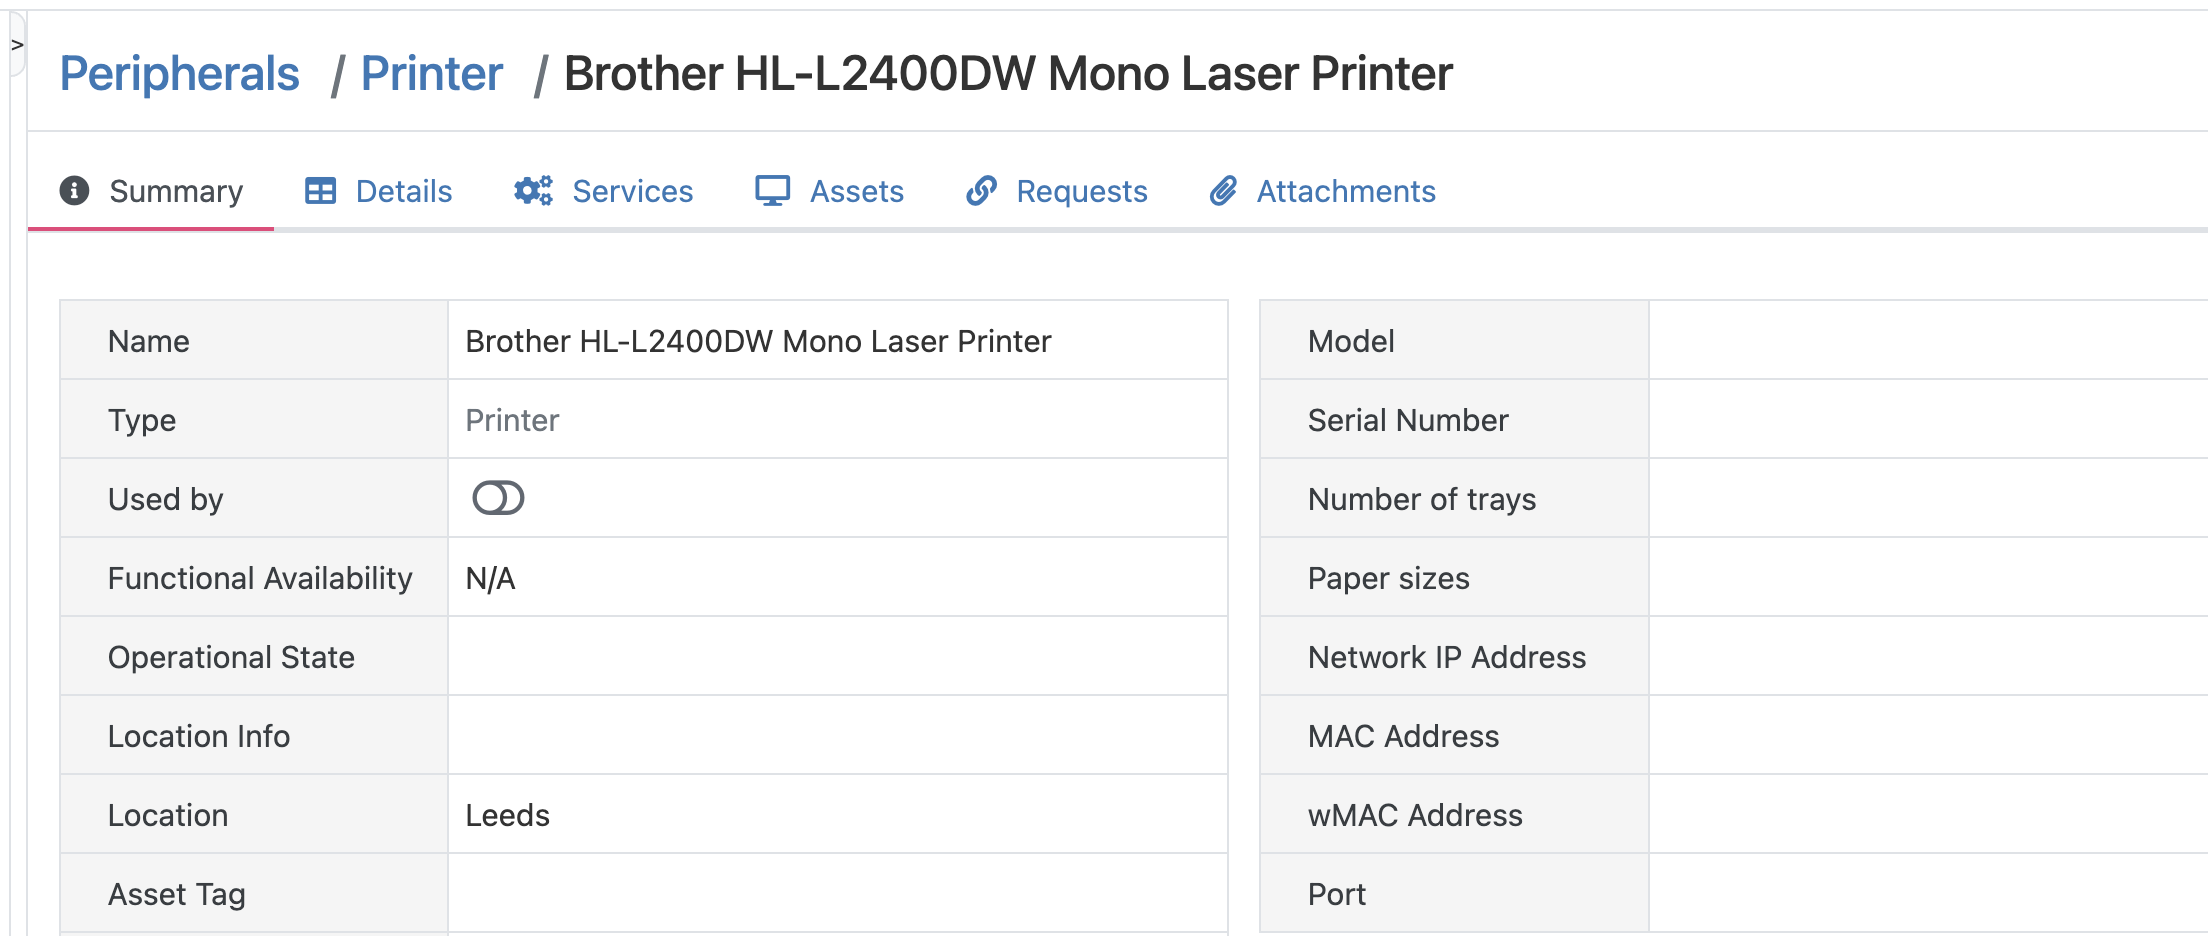 >
Peripherals / Printer / Brother HL-L2400DW Mono Laser Printer
Summary Details Services Assets Requests Attachments
Name Brother HL-L2400DW Mono Laser Printer
Type Printer
Used by
Functional Availability N/A
Operational State
Location Info
Location Leeds
Asset Tag
Model
Serial Number
Number of trays
Paper sizes
Network IP Address
MAC Address
wMAC Address
Port